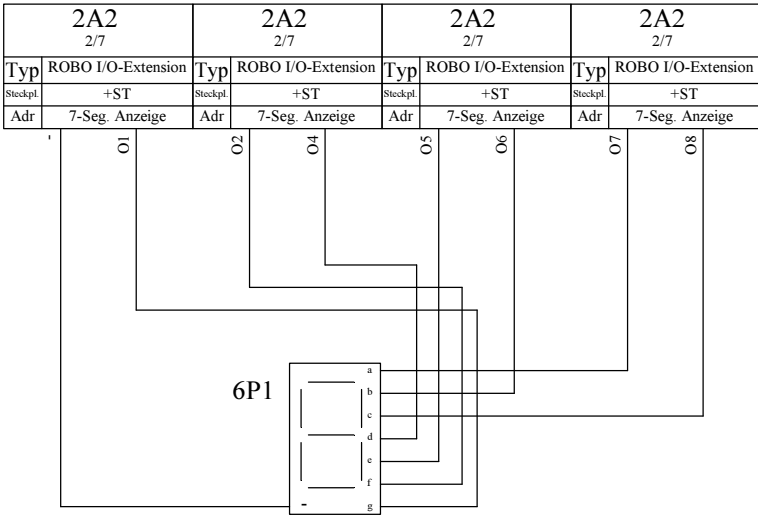 2A2 2A2 2A2 2A2
2/7 2/7 2/7 2/7
Typ ROBO I/O-Extension Typ ROBO I/O-Extension Typ ROBO I/O-Extension Typ ROBO I/O-Extension
Steckpl. +ST Steckpl. +ST Steckpl. +ST Steckpl. +ST
Adr 7-Seg. Anzeige Adr 7-Seg. Anzeige Adr 7-Seg. Anzeige Adr 7-Seg. Anzeige
- O1 O2 O4 O5 O6 O7 O8
a
6P1 b
c
d
e
f
- g